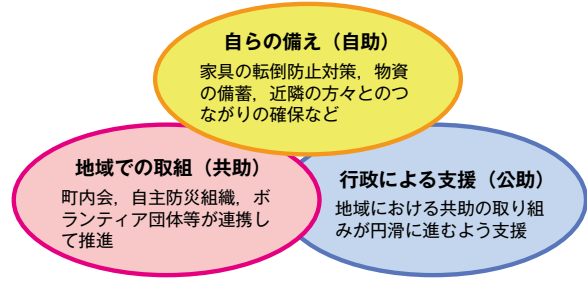 自らの備え（自助）
家具の転倒防止対策，物資
の備蓄，近隣の方々とのつ
ながりの確保など
地域での取組（共助）
町内会，自主防災組織，ボ
ランティア団体等が連携し
て推進
行政による支援（公助）
地域における共助の取り組
みが円滑に進むよう支援